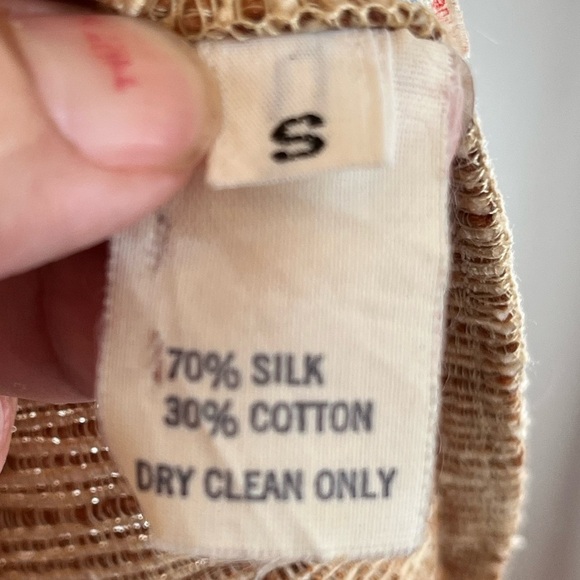 S
70% SILK
30% COTTON
DRY CLEAN ONLY